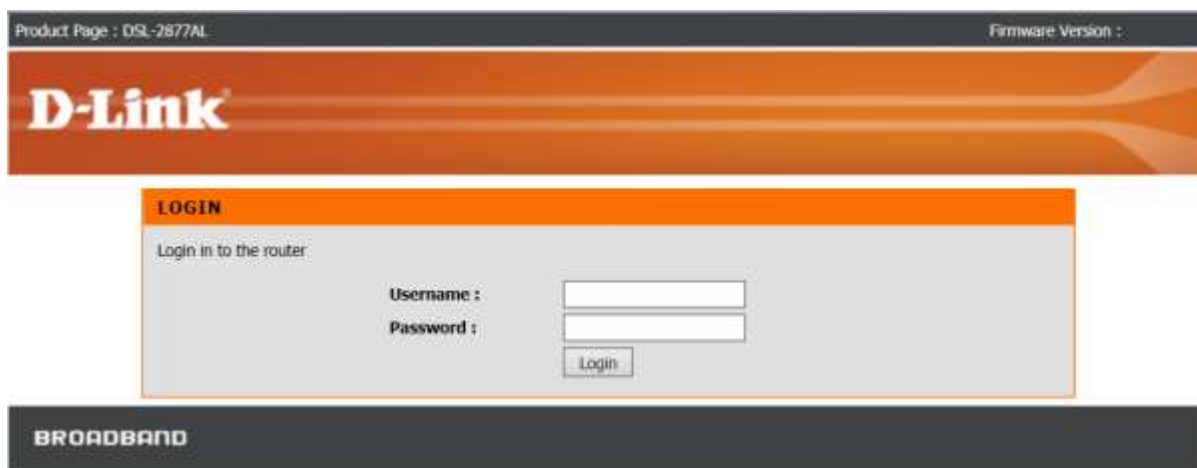 Product Page : DSL-2877AL Firmware Version :
D-Link
LOGIN
Login in to the router
Username :
Password :
Login
BROADBAND